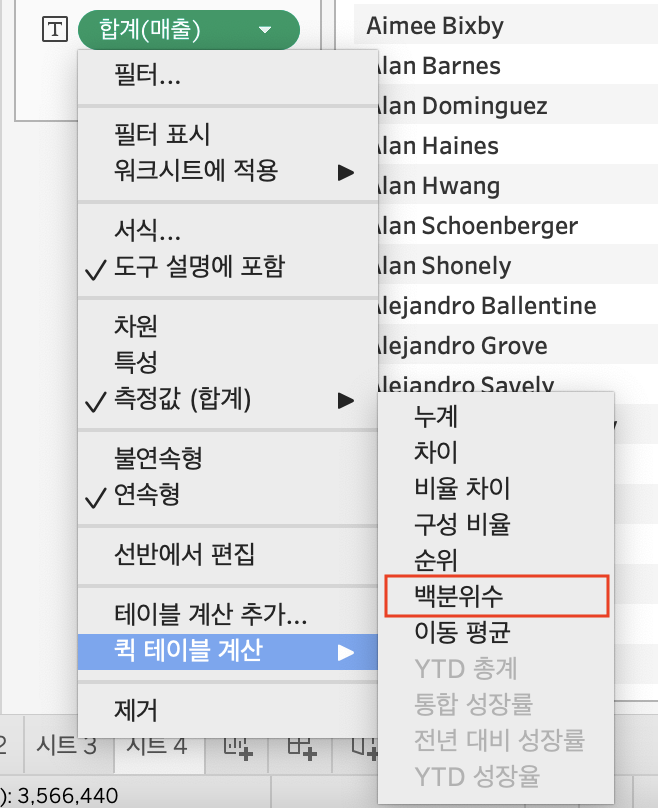 T 합계(매출)
Aimee Bixby
Alan Barnes
Alan Dominguez
Alan Haines
Alan Hwang
Alan Schoenberger
Alan Shonely
Alejandro Ballentine
Alejandro Grove
Alejandro Savely
필터...
필터 표시
워크시트에 적용
서식...
도구 설명에 포함
차원
특성
측정값 (합계)
불연속형
연속형
선반에서 편집
테이블 계산 추가...
퀵 테이블 계산
제거
누계
차이
비율 차이
구성 비율
순위
백분위수
이동 평균
YTD 총계
통합 성장률
전년 대비 성장률
YTD 성장율
2 시트 3 시트 4
): 3,566,440